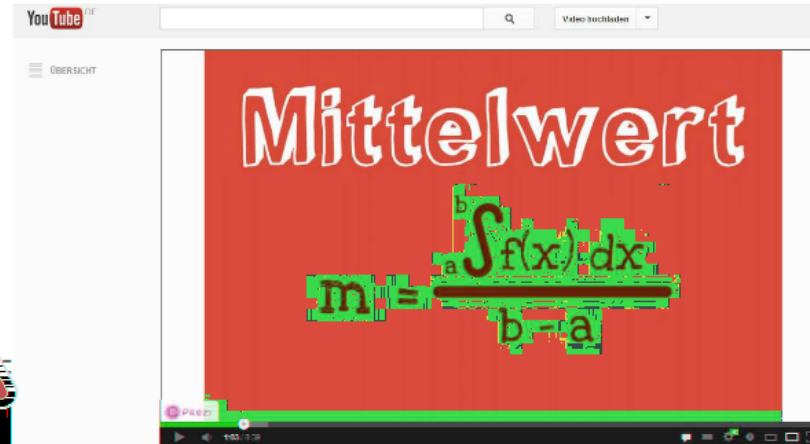 YouTube DE
Video hochladen
ÜBERSICHT
Mittelwert
b
∫ f(x) dx
a
m =
b - a
Prezi